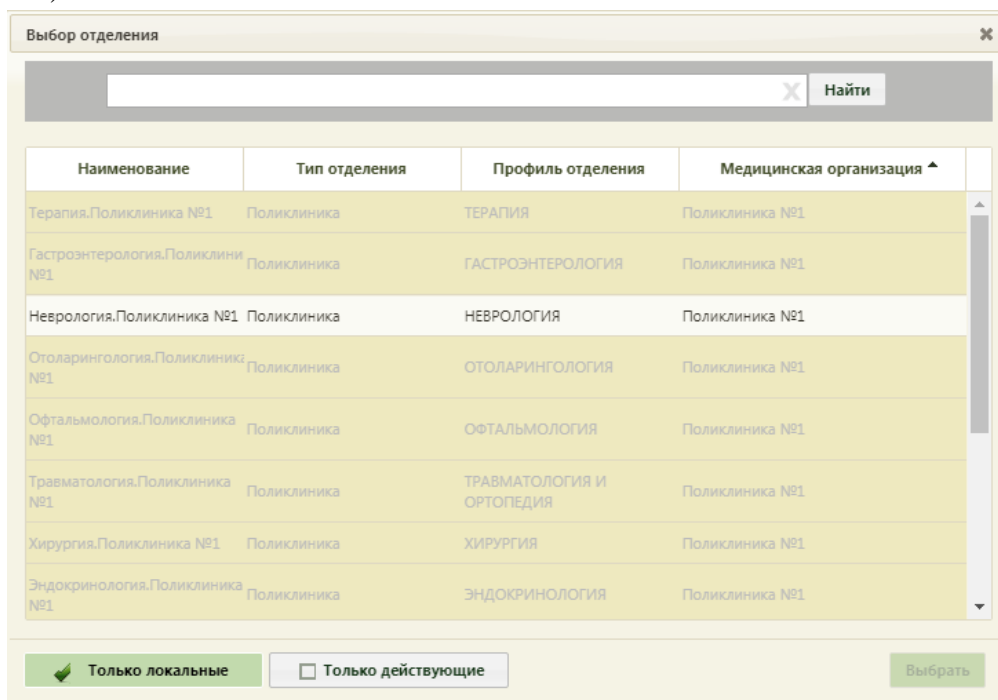 Выбор отделения
Найти
Наименование Тип отделения Профиль отделения Медицинская организация
Терапия.Поликлиника №1 Поликлиника ТЕРАПИЯ Поликлиника №1
Гастроэнтерология.Поликлини
№1 Поликлиника ГАСТРОЭНТЕРОЛОГИЯ Поликлиника №1
Неврология.Поликлиника №1 Поликлиника НЕВРОЛОГИЯ Поликлиника №1
Отоларингология.Поликлиника
№1 Поликлиника ОТОЛАРИНГОЛОГИЯ Поликлиника №1
Офтальмология.Поликлиника
№1 Поликлиника ОФТАЛЬМОЛОГИЯ Поликлиника №1
Травматология.Поликлиника
№1 Поликлиника ТРАВМАТОЛОГИЯ И
ОРТОПЕДИЯ Поликлиника №1
Хирургия.Поликлиника №1 Поликлиника ХИРУРГИЯ Поликлиника №1
Эндокринология.Поликлиника
№1 Поликлиника ЭНДОКРИНОЛОГИЯ Поликлиника №1
Только локальные Только действующие Выбрать